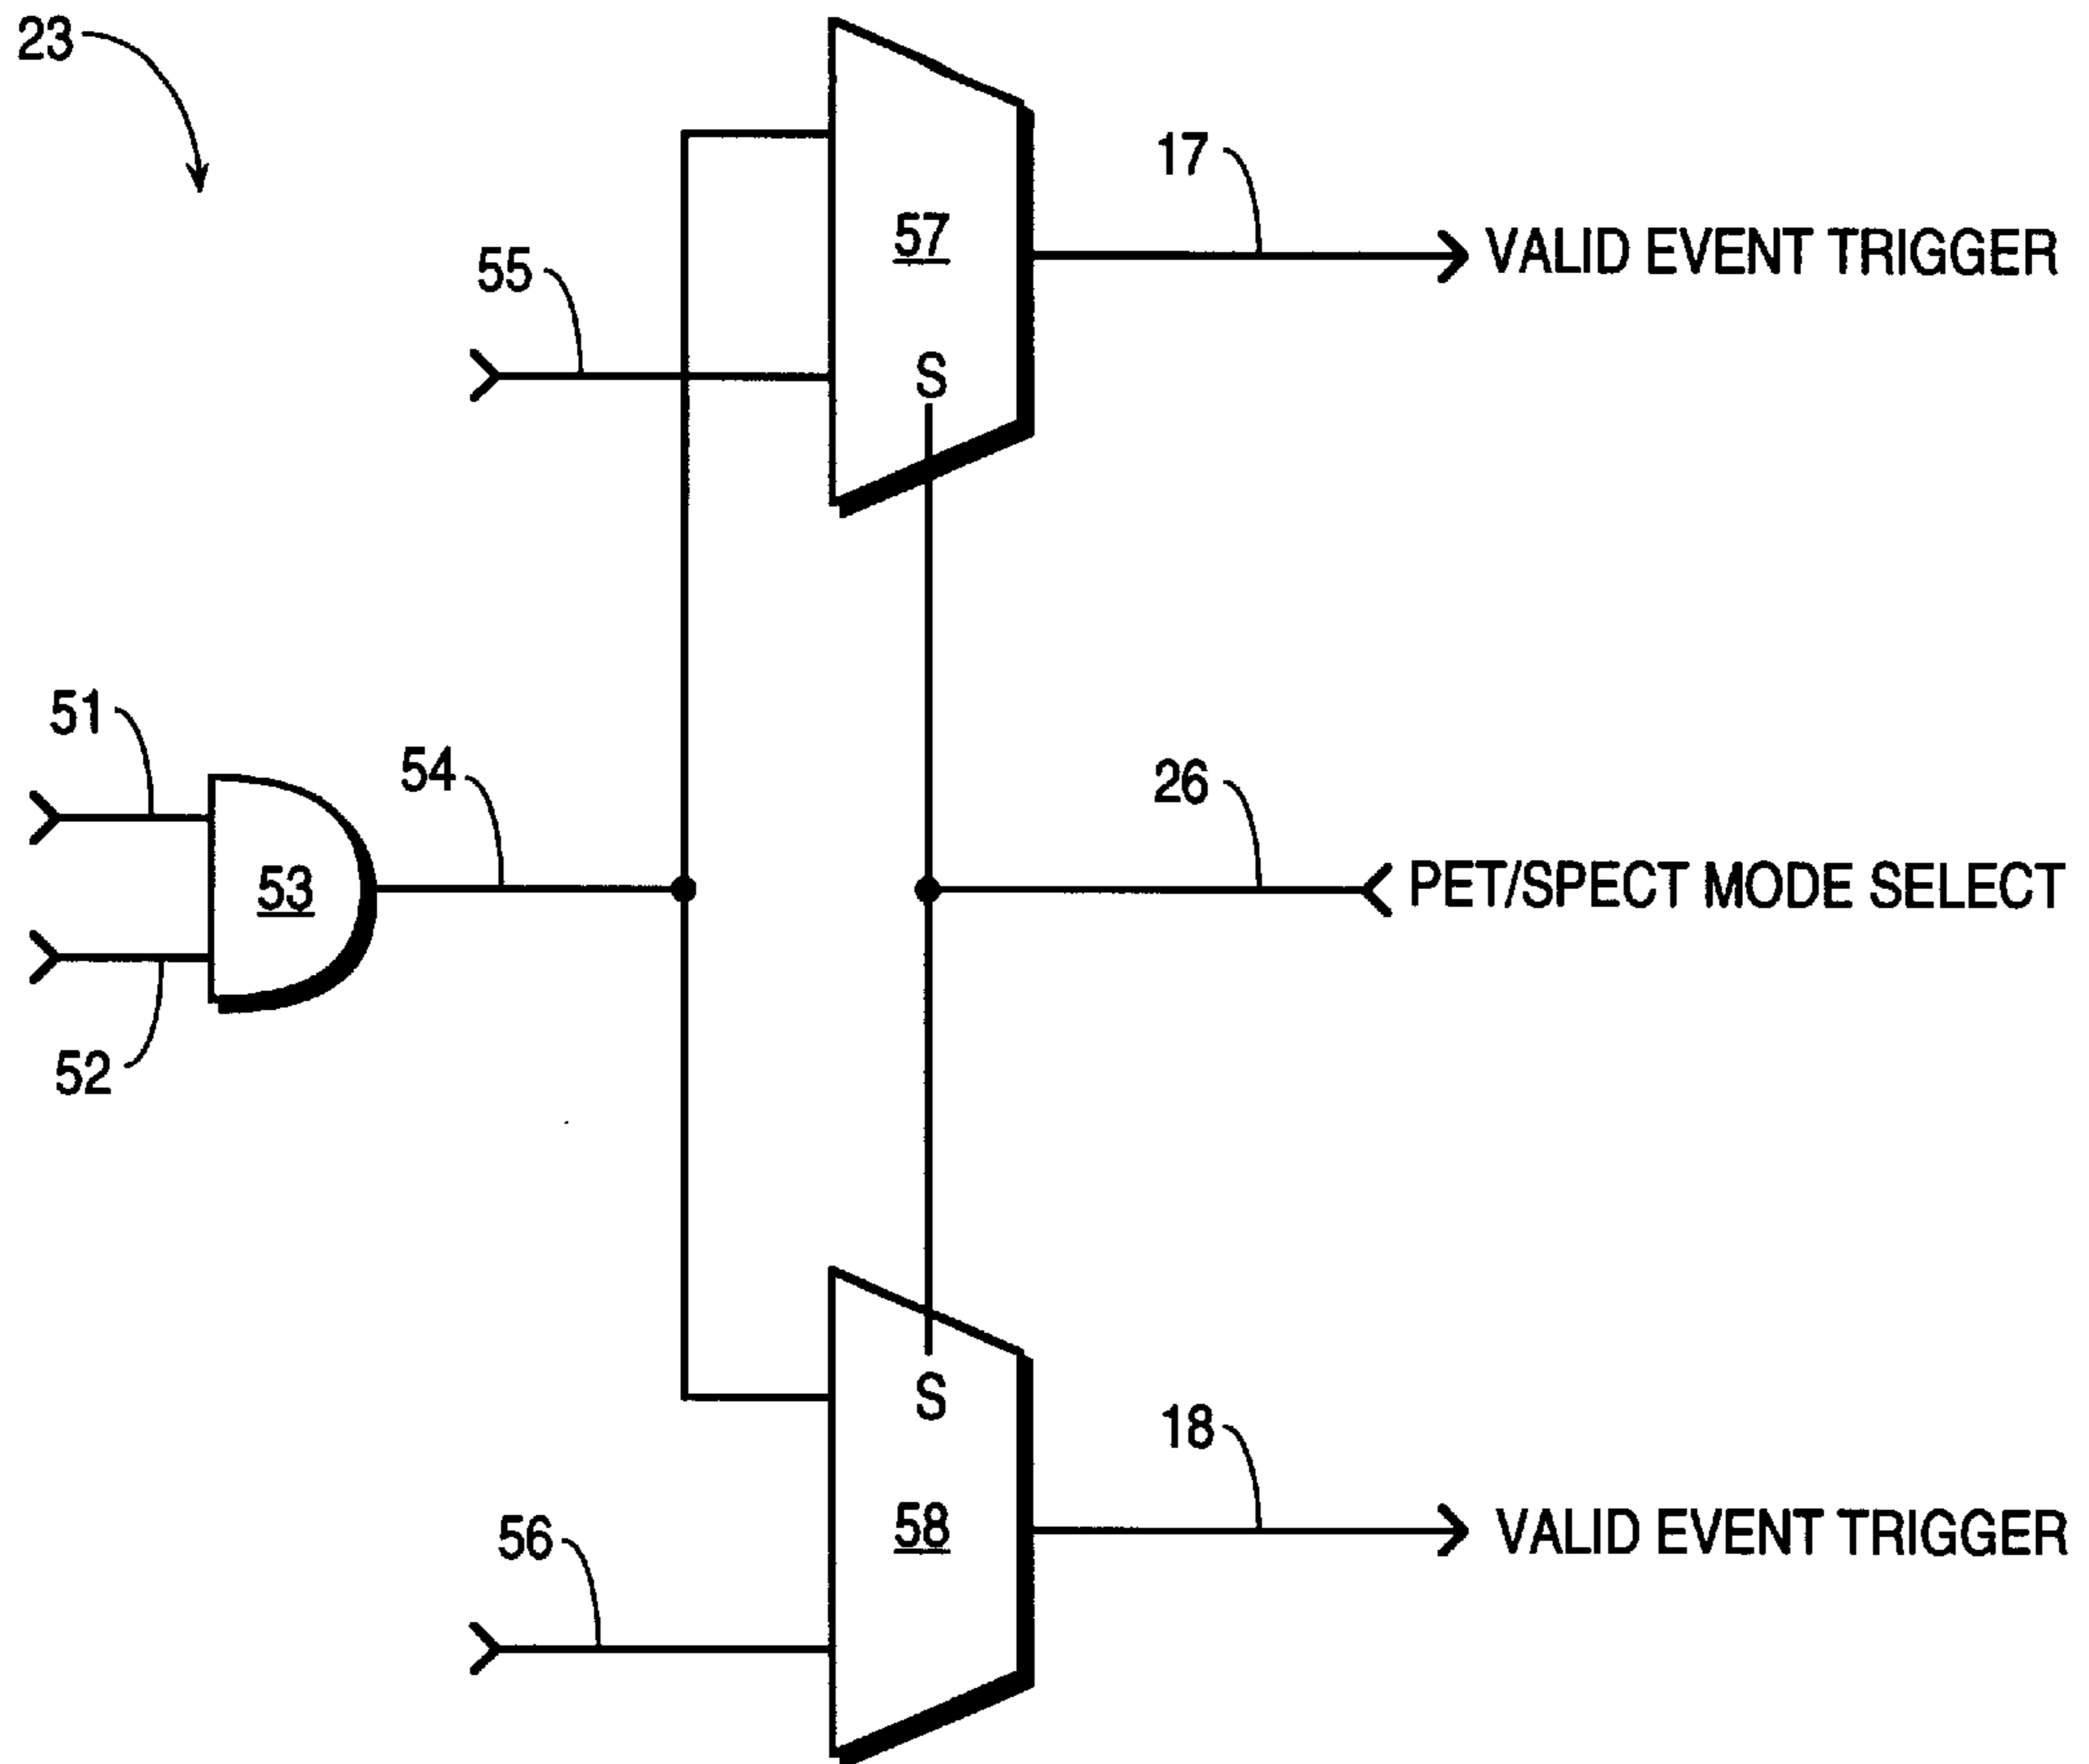 23
17
57
VALID EVENT TRIGGER
55
S
51
54
26
53
PET/SPECT MODE SELECT
52
S
18
58
VALID EVENT TRIGGER
56